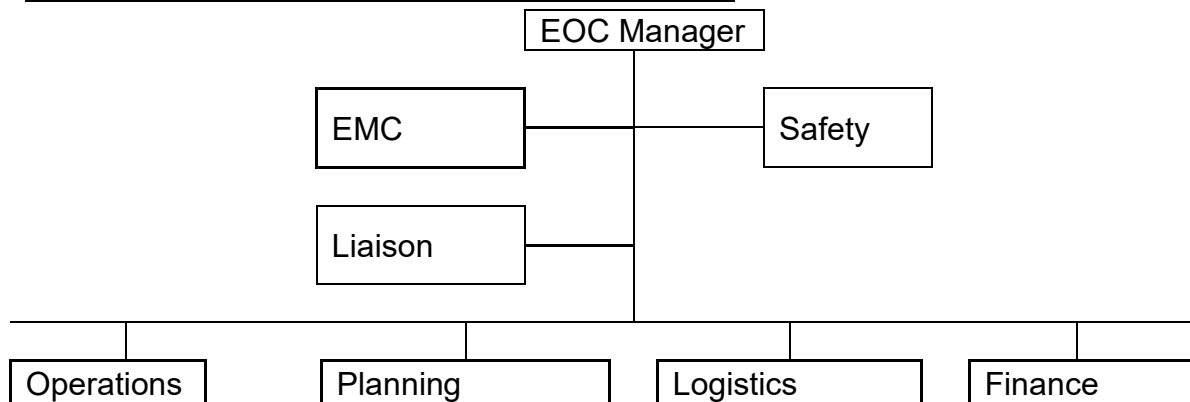 EOC Manager
EMC
Safety
Liaison
Operations
Planning
Logistics
Finance